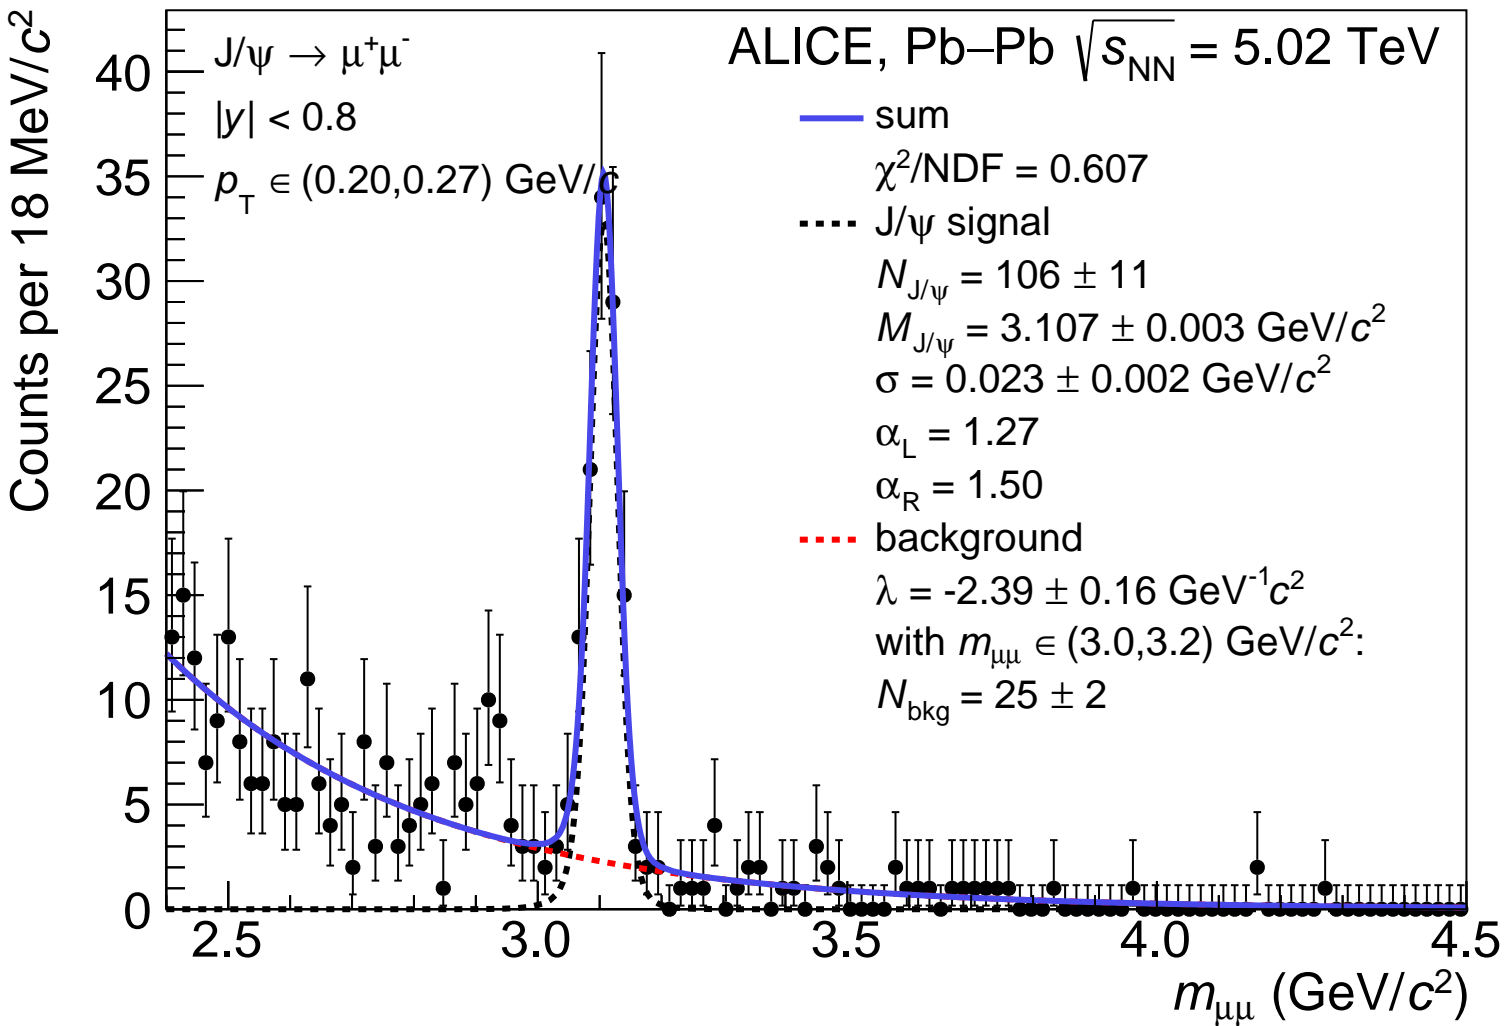 Counts per 18 MeV/c²
J/ψ → μ⁺μ⁻
|y| < 0.8
p_T ∈ (0.20,0.27) GeV/c
ALICE, Pb–Pb √s_NN = 5.02 TeV
sum
χ²/NDF = 0.607
J/ψ signal
N_J/ψ = 106 ± 11
M_J/ψ = 3.107 ± 0.003 GeV/c²
σ = 0.023 ± 0.002 GeV/c²
α_L = 1.27
α_R = 1.50
background
λ = -2.39 ± 0.16 GeV⁻¹c²
with m_μμ ∈ (3.0,3.2) GeV/c²:
N_bkg = 25 ± 2
40
35
30
25
20
15
10
5
0
2.5 3.0 3.5 4.0 4.5
m_μμ (GeV/c²)